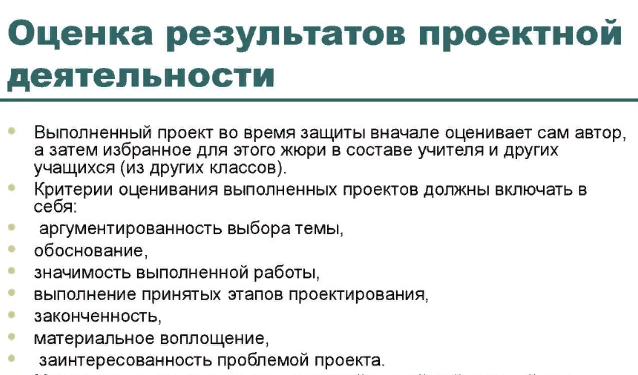 Оценка результатов проектной
деятельности
Выполненный проект во время защиты вначале оценивает сам автор,
а затем избранное для этого жюри в составе учителя и других
учащихся (из других классов).
Критерии оценивания выполненных проектов должны включать в
себя:
аргументированность выбора темы,
обоснование,
значимость выполненной работы,
выполнение принятых этапов проектирования,
законченность,
материальное воплощение,
заинтересованность проблемой проекта.